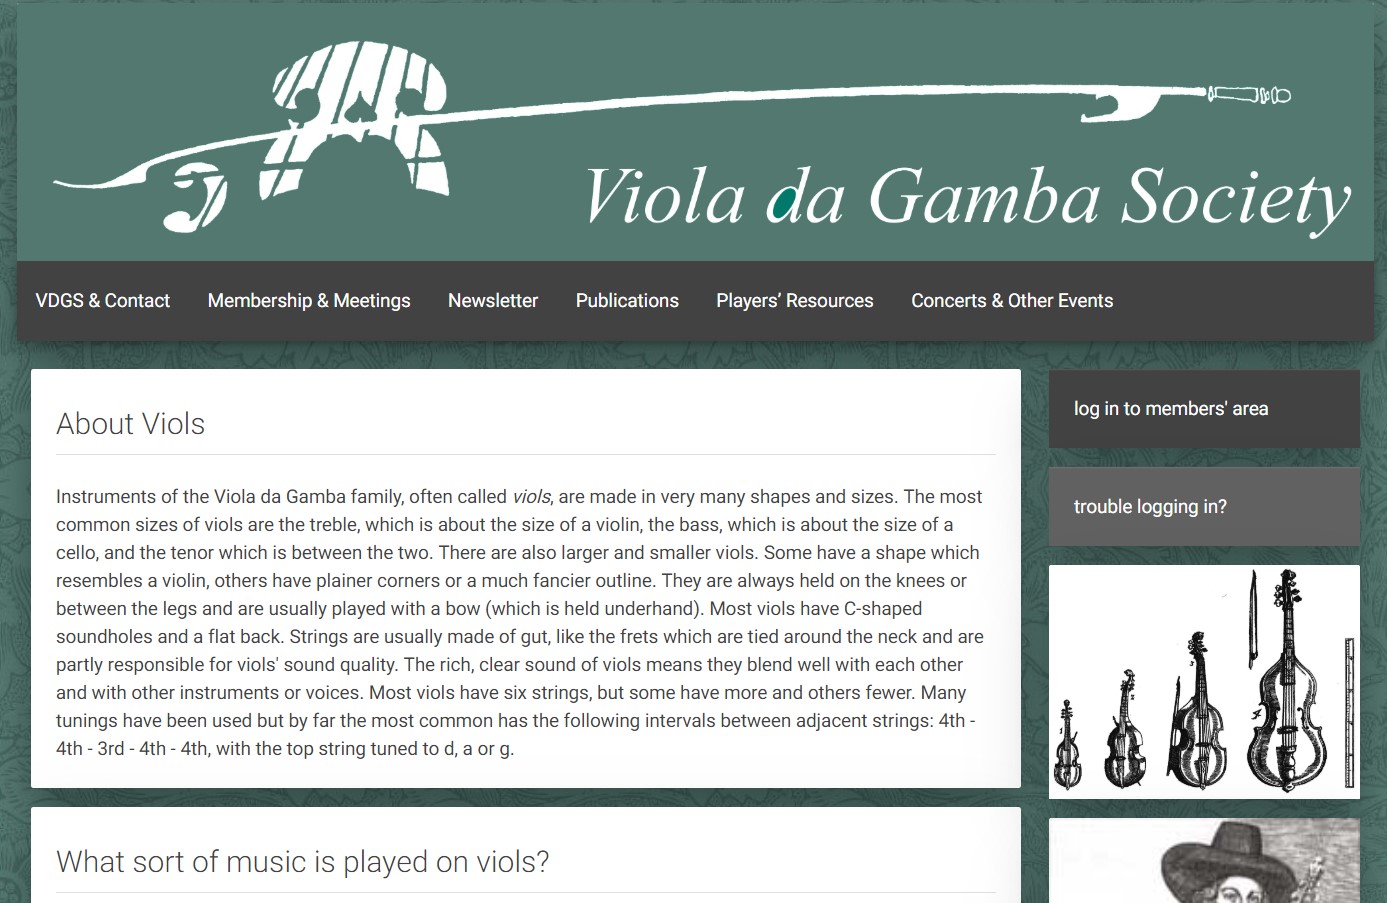 Viola da Gamba Society
VDGS & Contact
Membership & Meetings
Newsletter
Publications
Players’ Resources
Concerts & Other Events
About Viols
Instruments of the Viola da Gamba family, often called viols, are made in very many shapes and sizes. The most
common sizes of viols are the treble, which is about the size of a violin, the bass, which is about the size of a
cello, and the tenor which is between the two. There are also larger and smaller viols. Some have a shape which
resembles a violin, others have plainer corners or a much fancier outline. They are always held on the knees or
between the legs and are usually played with a bow (which is held underhand). Most viols have C-shaped
soundholes and a flat back. Strings are usually made of gut, like the frets which are tied around the neck and are
partly responsible for viols' sound quality. The rich, clear sound of viols means they blend well with each other
and with other instruments or voices. Most viols have six strings, but some have more and others fewer. Many
tunings have been used but by far the most common has the following intervals between adjacent strings: 4th -
4th - 3rd - 4th - 4th, with the top string tuned to d, a or g.
What sort of music is played on viols?
log in to members' area
trouble logging in?